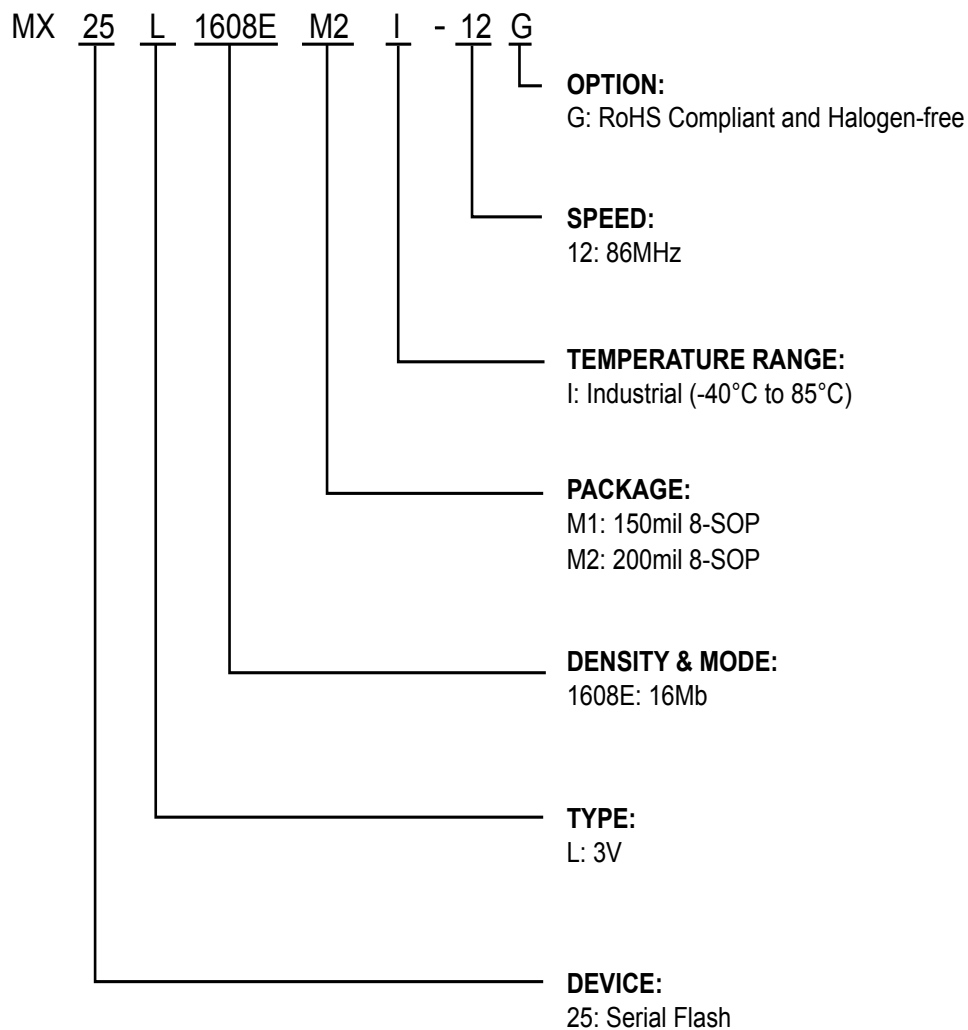 MX 25 L 1608E M2 I - 12 G
OPTION:
G: RoHS Compliant and Halogen-free
SPEED:
12: 86MHz
TEMPERATURE RANGE:
I: Industrial (-40°C to 85°C)
PACKAGE:
M1: 150mil 8-SOP
M2: 200mil 8-SOP
DENSITY & MODE:
1608E: 16Mb
TYPE:
L: 3V
DEVICE:
25: Serial Flash